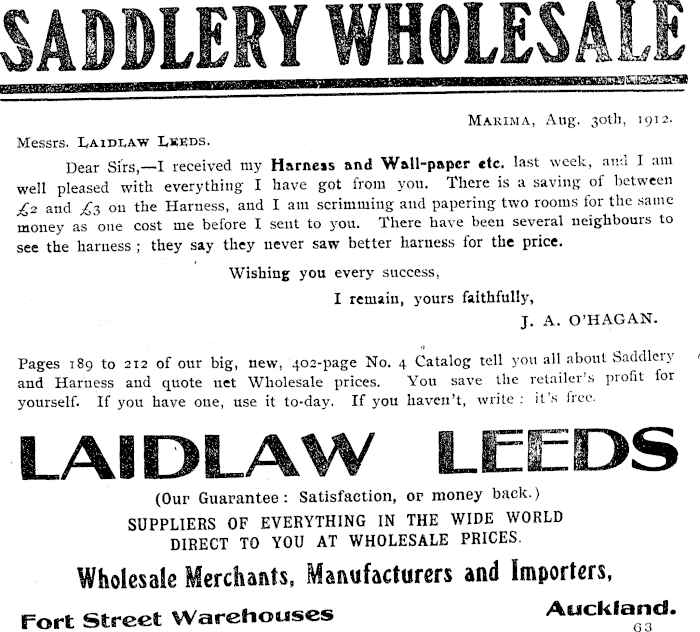 SADDLERY WHOLESALE
MARIMA, Aug. 30th, 1912.
Messrs. LAIDLAW LEEDS.
Dear Sirs,—I received my Harness and Wall-paper etc. last week, and I am
well pleased with everything I have got from you. There is a saving of between
£2 and £3 on the Harness, and I am scrimming and papering two rooms for the same
money as one cost me before I sent to you. There have been several neighbours to
see the harness; they say they never saw better harness for the price.
Wishing you every success,
I remain, yours faithfully,
J. A. O'HAGAN.
Pages 189 to 212 of our big, new, 402-page No. 4 Catalog tell you all about Saddlery
and Harness and quote net Wholesale prices. You save the retailer's profit for
yourself. If you have one, use it to-day. If you haven't, write: it's free.
LAIDLAW LEEDS
(Our Guarantee: Satisfaction, or money back.)
SUPPLIERS OF EVERYTHING IN THE WIDE WORLD
DIRECT TO YOU AT WHOLESALE PRICES.
Wholesale Merchants, Manufacturers and Importers,
Fort Street Warehouses Auckland.
63